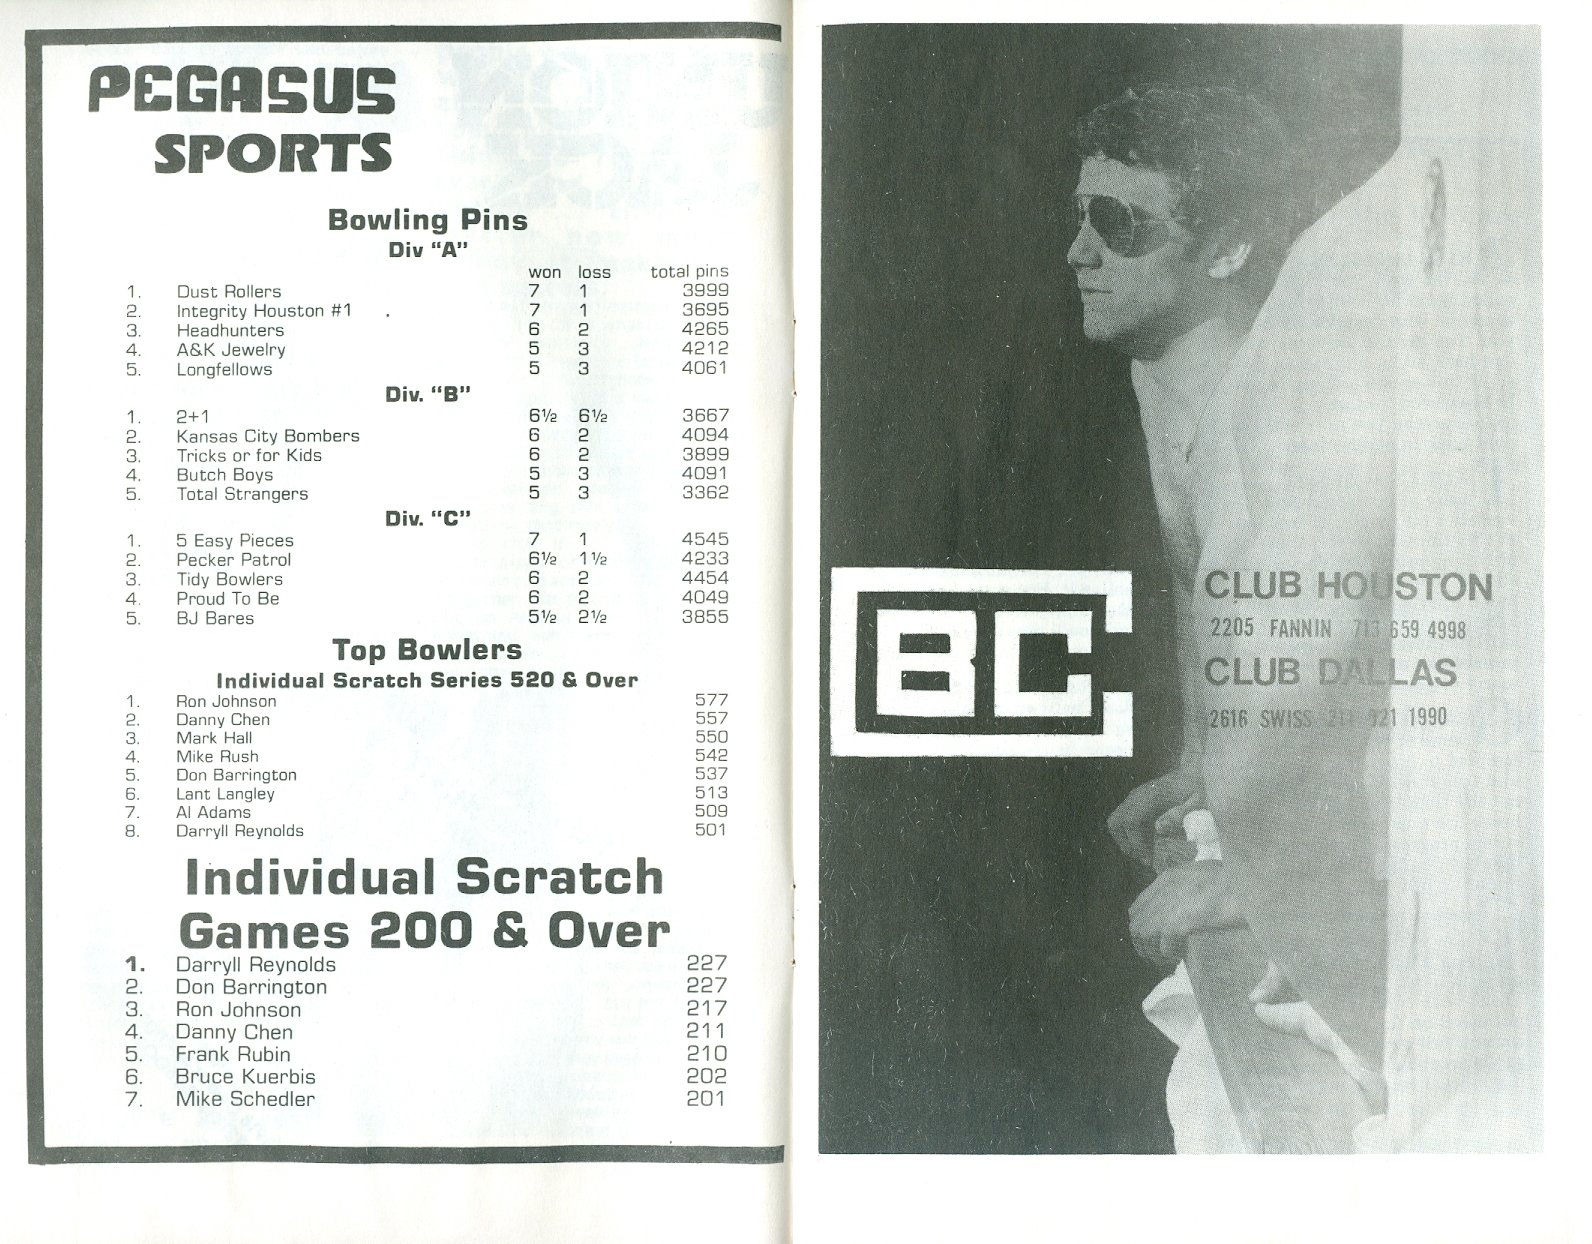 PEGASUS
SPORTS
Bowling Pins
Div "A"
won loss total pins
1. Dust Rollers 7 1 3999
2. Integrity Houston #1 7 1 3695
3. Headhunters 6 2 4265
4. A&K Jewelry 5 3 4212
5. Longfellows 5 3 4061
Div. "B"
1. 2+1 6½ 6½ 3667
2. Kansas City Bombers 6 2 4094
3. Tricks or for Kids 6 2 3899
4. Butch Boys 5 3 4091
5. Total Strangers 5 3 3362
Div. "C"
1. 5 Easy Pieces 7 1 4545
2. Pecker Patrol 6½ 1½ 4233
3. Tidy Bowlers 6 2 4454
4. Proud To Be 6 2 4049
5. BJ Bares 5½ 2½ 3855
Top Bowlers
Individual Scratch Series 520 & Over
1. Ron Johnson 577
2. Danny Chen 557
3. Mark Hall 550
4. Mike Rush 542
5. Don Barrington 537
6. Lant Langley 513
7. Al Adams 509
8. Darryll Reynolds 501
Individual Scratch
Games 200 & Over
1. Darryll Reynolds 227
2. Don Barrington 227
3. Ron Johnson 217
4. Danny Chen 211
5. Frank Rubin 210
6. Bruce Kuerbis 202
7. Mike Schedler 201
CBC
CLUB HOUSTON
2205 FANNIN 713 659 4998
CLUB DALLAS
2616 SWISS 214 821 1990